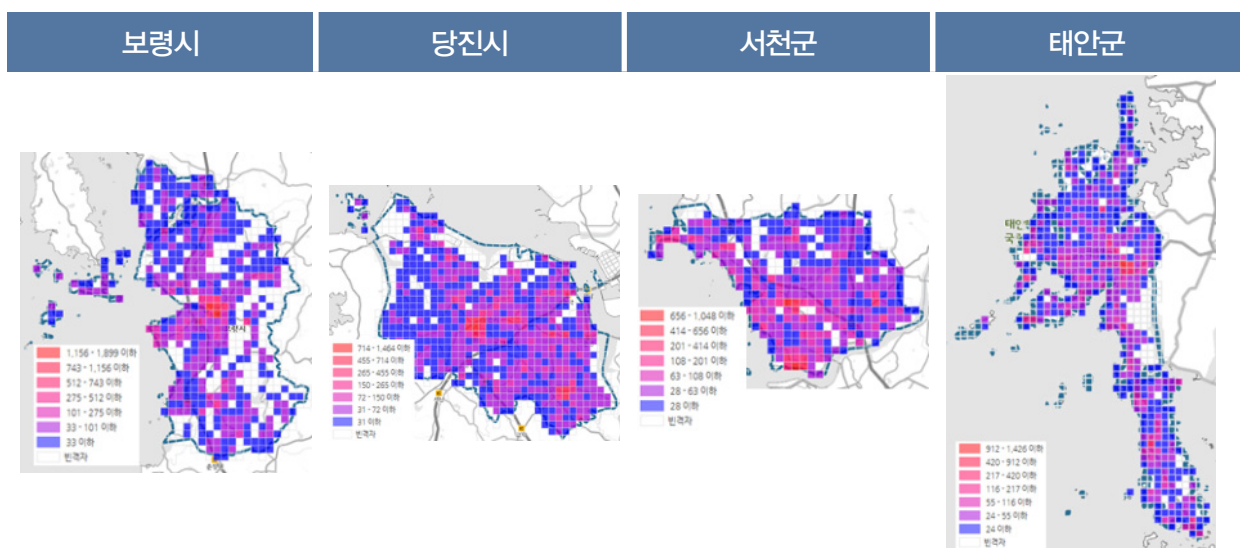 보령시
당진시
서천군
태안군
보령시
1,156 - 1,899 이하
743 - 1,156 이하
512 - 743 이하
275 - 512 이하
101 - 275 이하
33 - 101 이하
33 이하
빈격자
714 - 1,464 이하
455 - 714 이하
265 - 455 이하
150 - 265 이하
72 - 150 이하
31 - 72 이하
31 이하
빈격자
656 - 1,048 이하
414 - 656 이하
201 - 414 이하
108 - 201 이하
63 - 108 이하
28 - 63 이하
28 이하
빈격자
태안
국
912 - 1,426 이하
420 - 912 이하
217 - 420 이하
116 - 217 이하
55 - 116 이하
24 - 55 이하
24 이하
빈격자